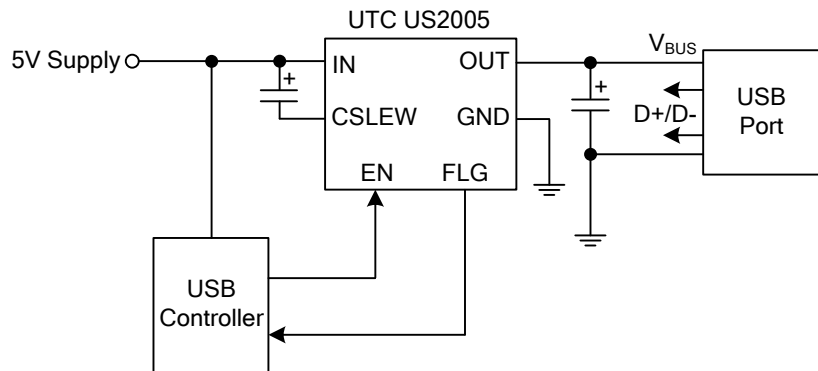 UTC US2005
5V Supply
IN
OUT
VBUS
+
+
CSLEW
GND
D+/D-
USB
Port
EN
FLG
USB
Controller